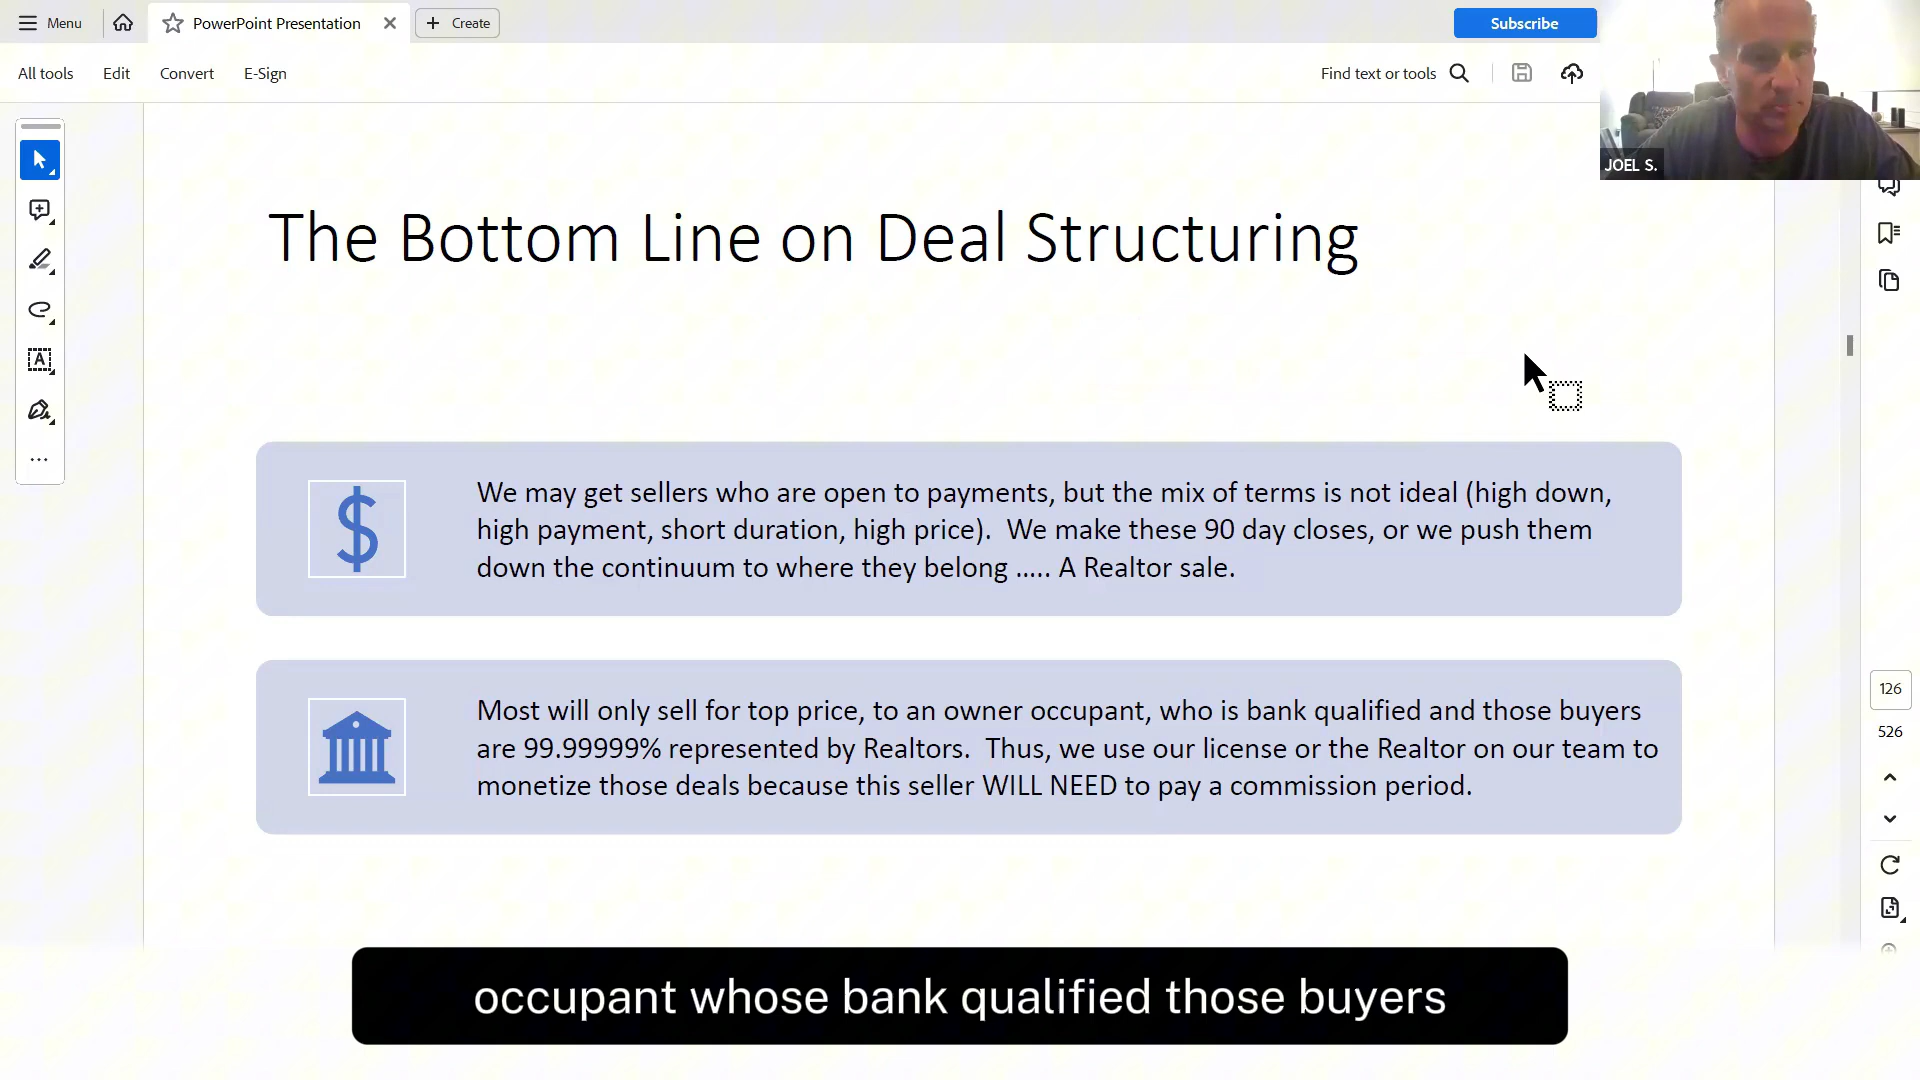 Menu
PowerPoint Presentation
Create
Subscribe
All tools
Edit
Convert
E-Sign
Find text or tools
JOEL S.
The Bottom Line on Deal Structuring
We may get sellers who are open to payments, but the mix of terms is not ideal (high down,
high payment, short duration, high price).  We make these 90 day closes, or we push them
down the continuum to where they belong ..... A Realtor sale.
Most will only sell for top price, to an owner occupant, who is bank qualified and those buyers
are 99.99999% represented by Realtors.  Thus, we use our license or the Realtor on our team to
monetize those deals because this seller WILL NEED to pay a commission period.
126
526
occupant whose bank qualified those buyers